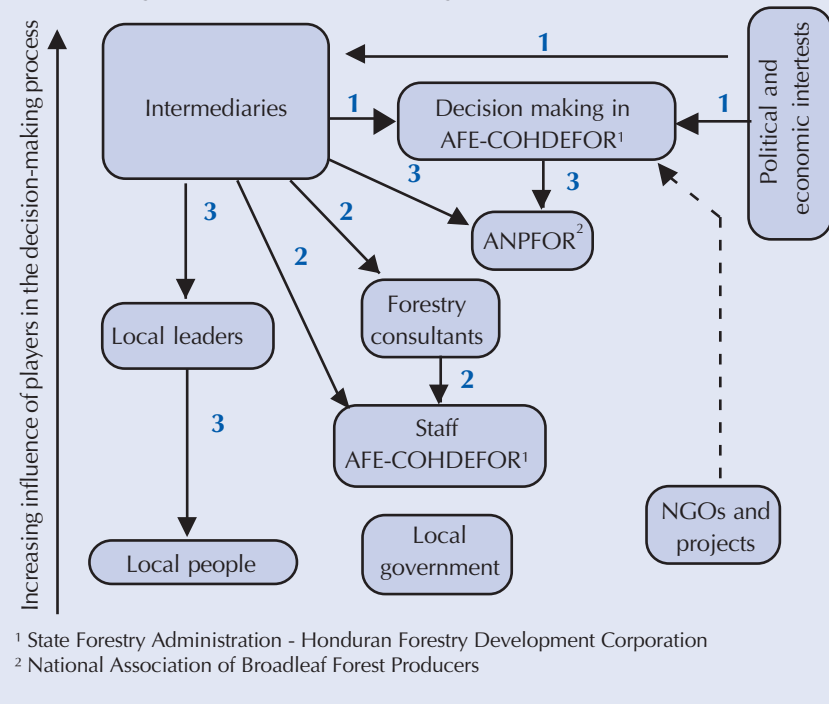 Increasing influence of players in the decision-making process
1
Intermediaries
1
Decision making in
AFE-COHDEFOR¹
1
Political and
economic intertests
3
3
3
2
2
ANPFOR²
Local leaders
Forestry
consultants
2
3
Staff
AFE-COHDEFOR¹
NGOs and
projects
Local people
Local
government
¹ State Forestry Administration - Honduran Forestry Development Corporation
² National Association of Broadleaf Forest Producers